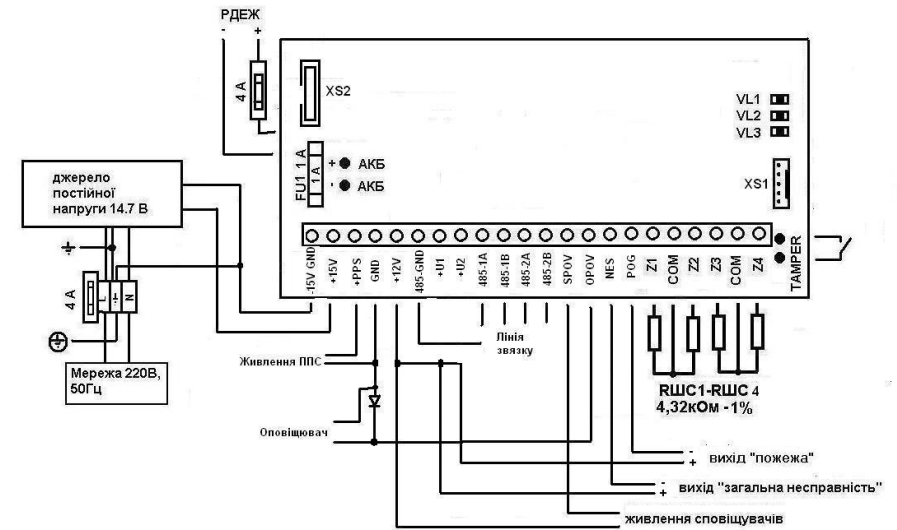 РДЕЖ
- +
4 А
XS2
VL1
VL2
VL3
FU1 1 А
1 А
+ АКБ
- АКБ
XS1
джерело
постійної
напруги 14.7 В
-15V GND
+15V
+PPS
GND
+12V
485-GND
+U1
+U2
485-1A
485-1B
485-2A
485-2B
SPOV
OPOV
NES
POG
Z1
COM
Z2
Z3
COM
Z4
TAMPER
4 А
L
N
Мережа 220В,
50Гц
Живлення ППС
Лінія
звязку
Оповіщювач
RШС1-RШС 4
4,32кОм -1%
- вихід "пожежа"
+
- вихід "загальна несправність"
+
живлення сповіщувачів